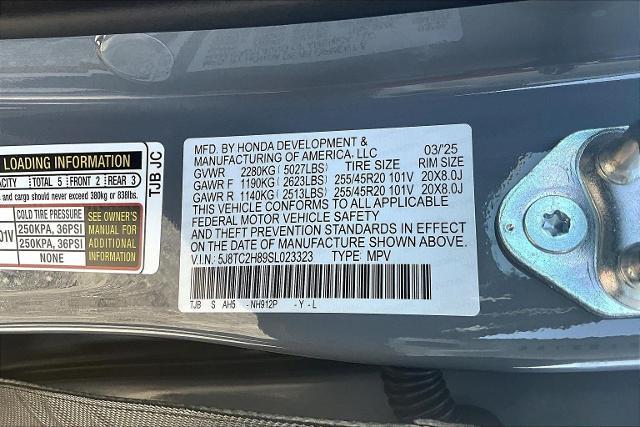 LOADING INFORMATION
ACITY TOTAL 5 FRONT 2 REAR 3
s and cargo should never exceed 380kg or 838lbs.
COLD TIRE PRESSURE
01V 250KPA, 36PSI
250KPA, 36PSI
NONE
SEE OWNER'S
MANUAL FOR
ADDITIONAL
INFORMATION
TJB JC
MFD. BY HONDA DEVELOPMENT & 03/'25
MANUFACTURING OF AMERICA, LLC
GVWR 2280KG ( 5027LBS) TIRE SIZE RIM SIZE
GAWR F 1190KG ( 2623LBS) 255/45R20 101V 20X8.0J
GAWR R 1140KG ( 2513LBS) 255/45R20 101V 20X8.0J
THIS VEHICLE CONFORMS TO ALL APPLICABLE
FEDERAL MOTOR VEHICLE SAFETY
AND THEFT PREVENTION STANDARDS IN EFFECT
ON THE DATE OF MANUFACTURE SHOWN ABOVE.
V.I.N.: 5J8TC2H89SL023323 TYPE: MPV
TJB S AH5 - NH912P - Y - L